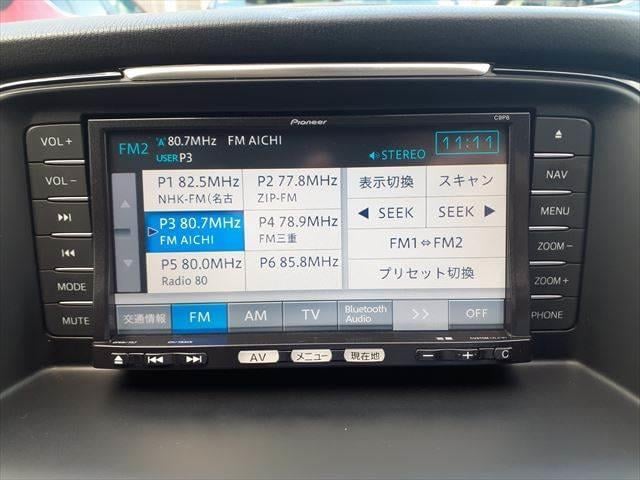 Pioneer
C9P6
FM2 'A' 80.7MHz FM AICHI
USER P3
STEREO
11:11
P1 82.5MHz
NHK-FM(名古
P2 77.8MHz
ZIP-FM
P3 80.7MHz
FM AICHI
P4 78.9MHz
FM三重
P5 80.0MHz
Radio 80
P6 85.8MHz
表示切換
スキャン
◀ SEEK
SEEK ▶
FM1⇔FM2
プリセット切換
交通情報
FM
AM
TV
Bluetooth
Audio
>>
OFF
VOL+
VOL-
MODE
MUTE
NAV
MENU
ZOOM-
ZOOM+
PHONE
AV
メニュー
現在地
C